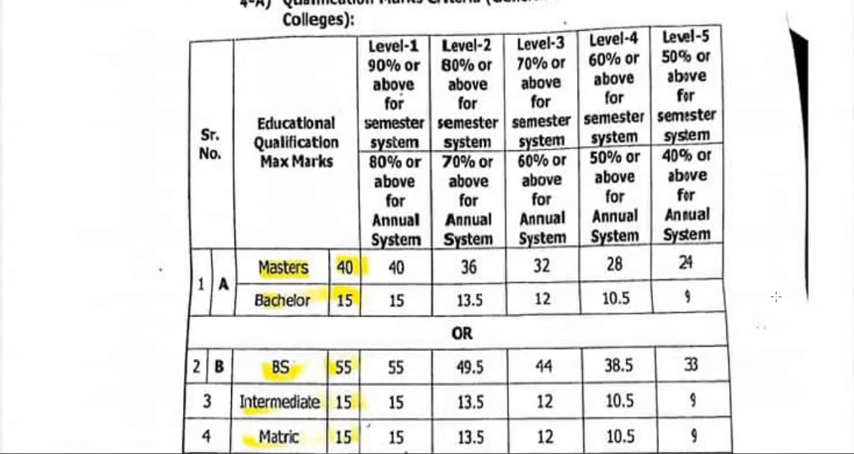 4-A) Qualification Marks Criteria
Colleges):
Sr. No. Educational Qualification Max Marks
Level-1 90% or above for semester system
Level-2 80% or above for semester system
Level-3 70% or above for semester system
Level-4 60% or above for semester system
Level-5 50% or above for semester system
80% or above for Annual System
70% or above for Annual System
60% or above for Annual System
50% or above for Annual System
40% or above for Annual System
1 A Masters 40 40 36 32 28 24
Bachelor 15 15 13.5 12 10.5 9
OR
2 B BS 55 55 49.5 44 38.5 33
3 Intermediate 15 15 13.5 12 10.5 9
4 Matric 15 15 13.5 12 10.5 9